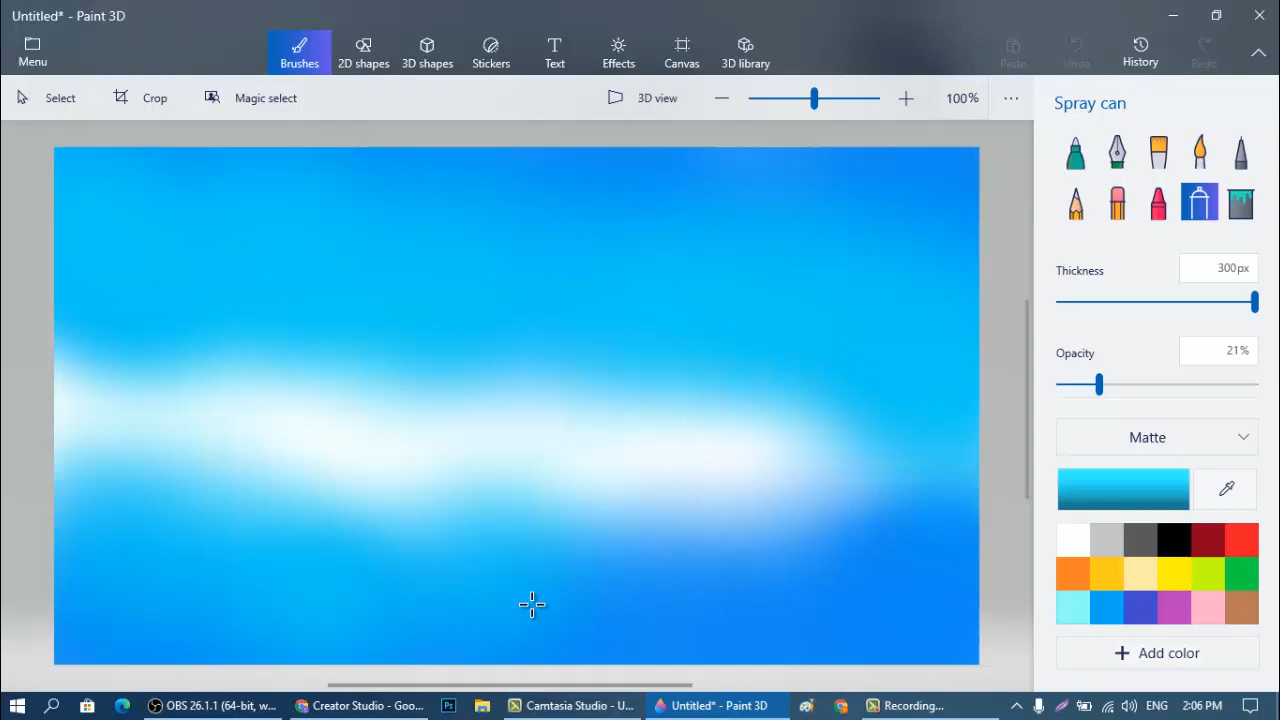 Untitled* - Paint 3D
Menu
Brushes
2D shapes
3D shapes
Stickers
Text
Effects
Canvas
3D library
Paste
Undo
History
Redo
Select
Crop
Magic select
3D view
100%
Spray can
Thickness
300px
Opacity
21%
Matte
Add color
OBS 26.1.1 (64-bit, w...
Creator Studio - Goo...
Ps
Camtasia Studio - U...
Untitled* - Paint 3D
Recording...
ENG
2:06 PM